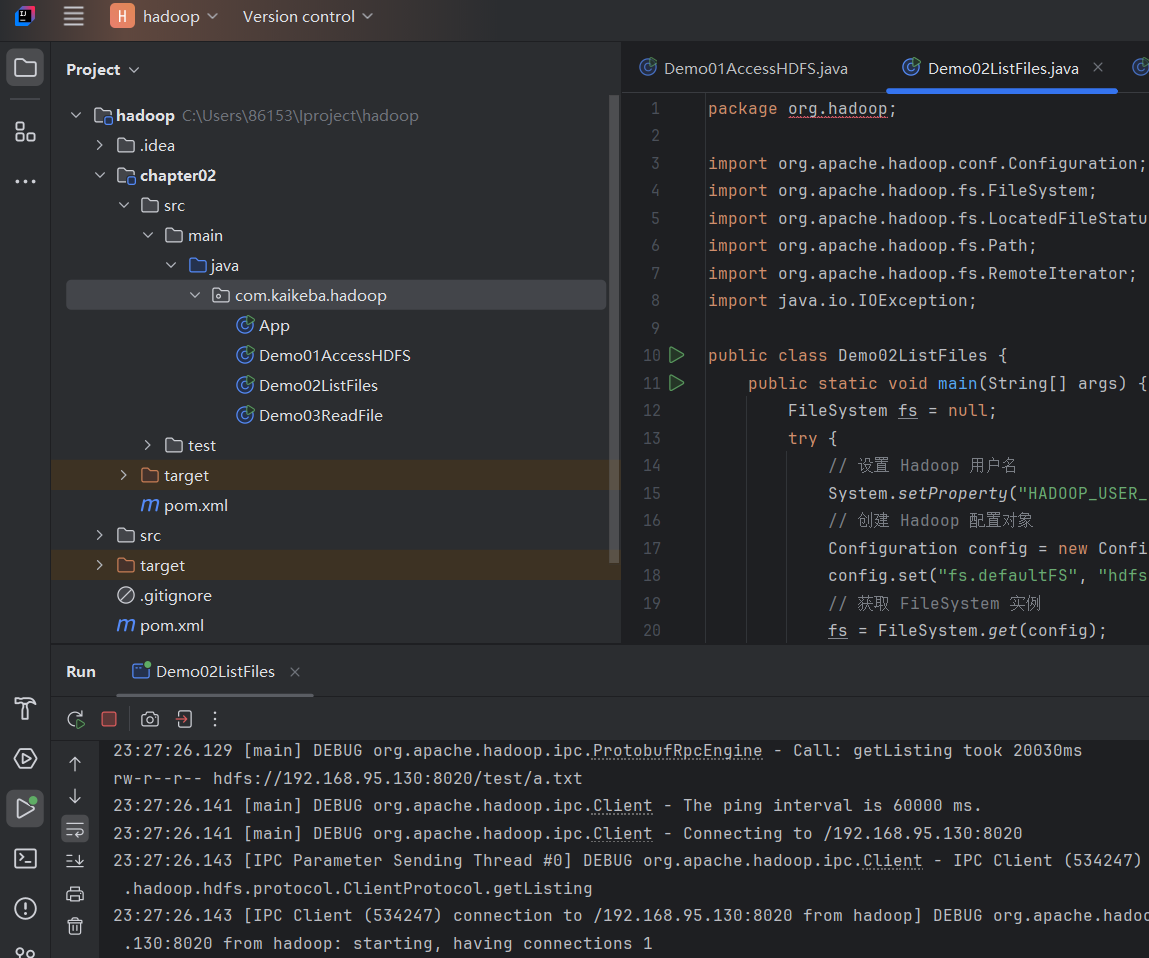 H hadoop Version control
Project
hadoop C:\Users\86153\Iproject\hadoop
.idea
chapter02
src
main
java
com.kaikeba.hadoop
App
Demo01AccessHDFS
Demo02ListFiles
Demo03ReadFile
test
target
m pom.xml
src
target
.gitignore
m pom.xml
Demo01AccessHDFS.java Demo02ListFiles.java
1 package org.hadoop;
2
3 import org.apache.hadoop.conf.Configuration;
4 import org.apache.hadoop.fs.FileSystem;
5 import org.apache.hadoop.fs.LocatedFileStatu
6 import org.apache.hadoop.fs.Path;
7 import org.apache.hadoop.fs.RemoteIterator;
8 import java.io.IOException;
9
10 public class Demo02ListFiles {
11 public static void main(String[] args) {
12 FileSystem fs = null;
13 try {
14 // 设置 Hadoop 用户名
15 System.setProperty("HADOOP_USER_
16 // 创建 Hadoop 配置对象
17 Configuration config = new Confi
18 config.set("fs.defaultFS", "hdfs
19 // 获取 FileSystem 实例
20 fs = FileSystem.get(config);
Run Demo02ListFiles
23:27:26.129 [main] DEBUG org.apache.hadoop.ipc.ProtobufRpcEngine - Call: getListing took 20030ms
rw-r--r-- hdfs://192.168.95.130:8020/test/a.txt
23:27:26.141 [main] DEBUG org.apache.hadoop.ipc.Client - The ping interval is 60000 ms.
23:27:26.141 [main] DEBUG org.apache.hadoop.ipc.Client - Connecting to /192.168.95.130:8020
23:27:26.143 [IPC Parameter Sending Thread #0] DEBUG org.apache.hadoop.ipc.Client - IPC Client (534247)
.hadoop.hdfs.protocol.ClientProtocol.getListing
23:27:26.143 [IPC Client (534247) connection to /192.168.95.130:8020 from hadoop] DEBUG org.apache.hadoo
.130:8020 from hadoop: starting, having connections 1